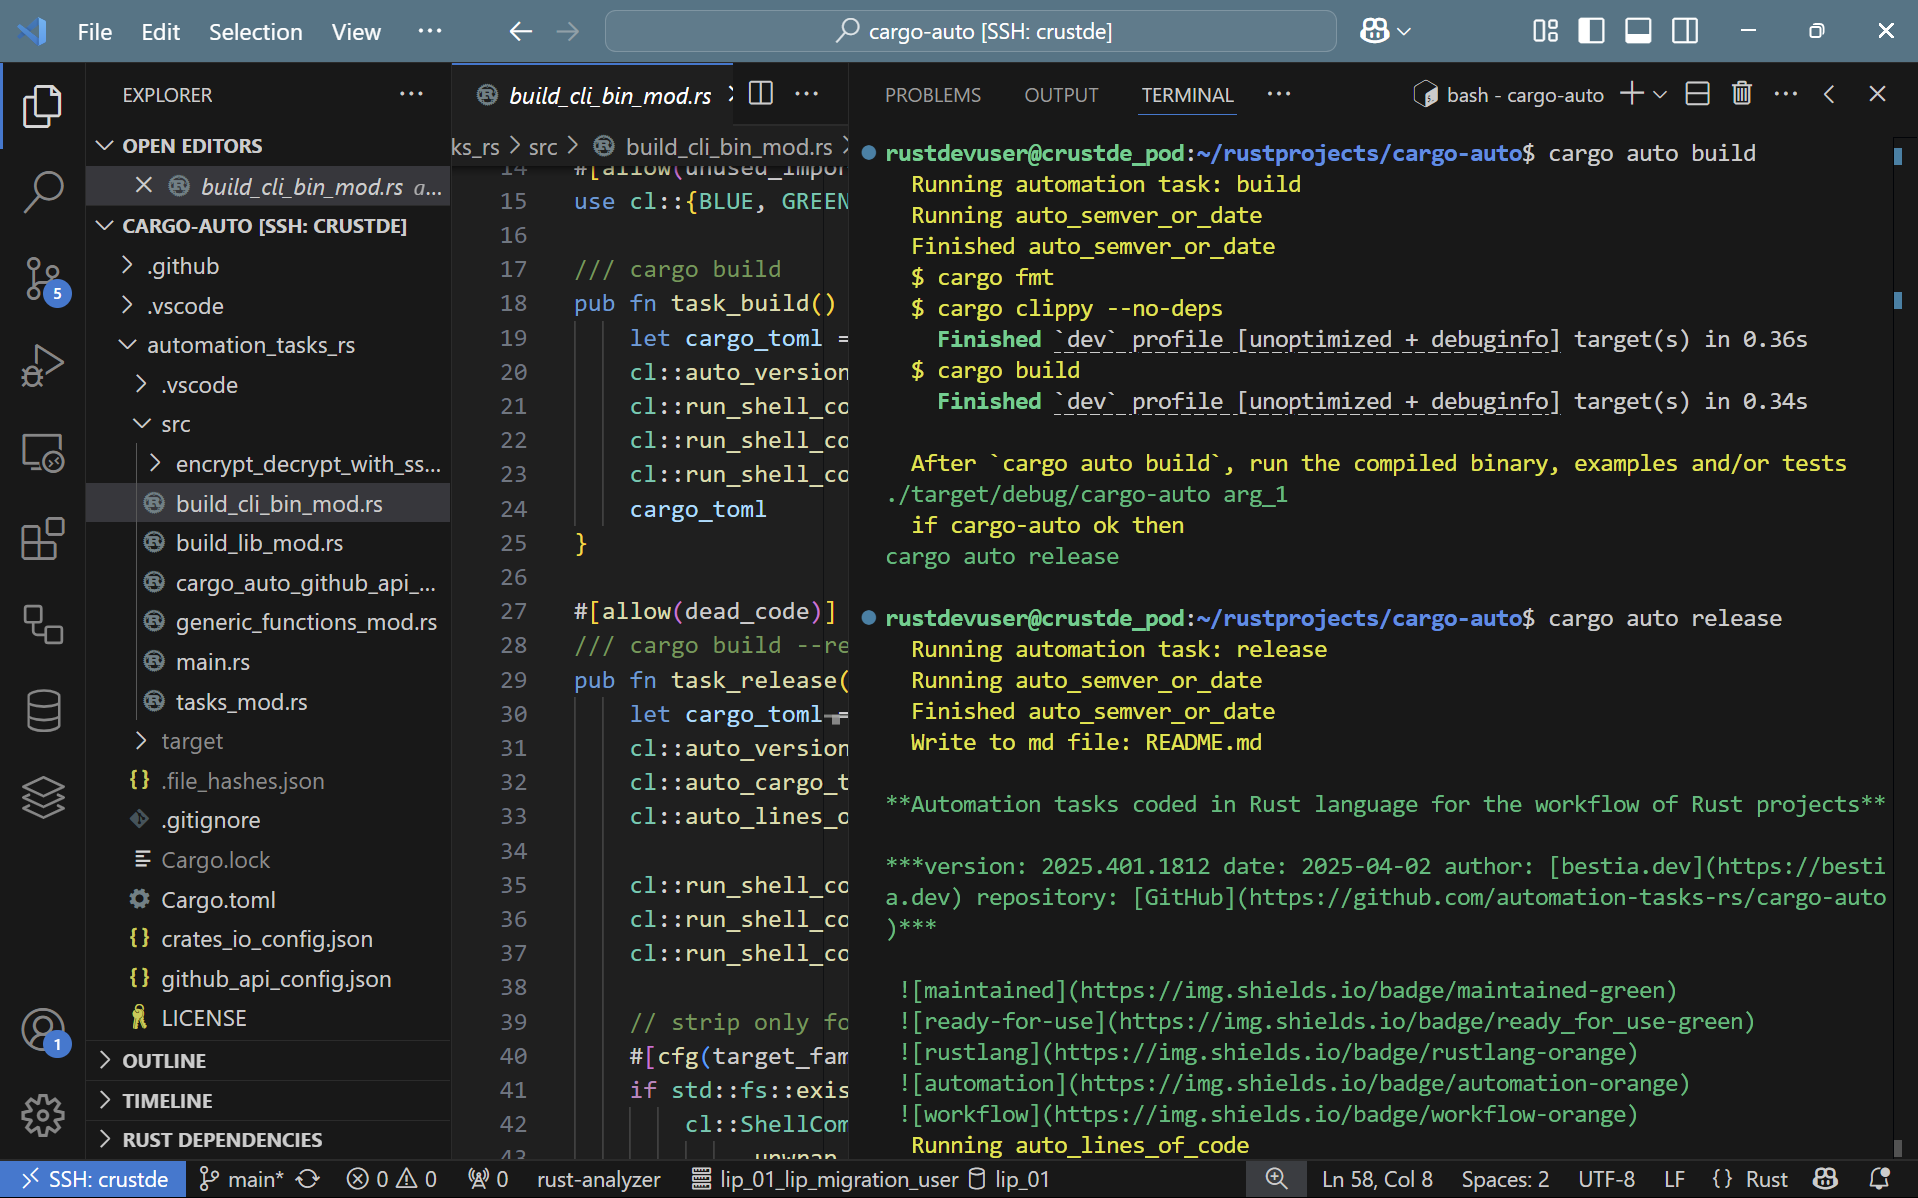 File Edit Selection View ···
cargo-auto [SSH: crustde]
EXPLORER ···
OPEN EDITORS
build_cli_bin_mod.rs a...
CARGO-AUTO [SSH: CRUSTDE]
.github
.vscode
automation_tasks_rs
.vscode
src
encrypt_decrypt_with_ss...
build_cli_bin_mod.rs
build_lib_mod.rs
cargo_auto_github_api_...
generic_functions_mod.rs
main.rs
tasks_mod.rs
target
.file_hashes.json
.gitignore
Cargo.lock
Cargo.toml
crates_io_config.json
github_api_config.json
LICENSE
OUTLINE
TIMELINE
RUST DEPENDENCIES
5
1
build_cli_bin_mod.rs
ks_rs > src > build_cli_bin_mod.rs
14 #[allow(unused_impor
15 use cl::{BLUE, GREEN
16
17 /// cargo build
18 pub fn task_build()
19 let cargo_toml =
20 cl::auto_version
21 cl::run_shell_co
22 cl::run_shell_co
23 cl::run_shell_co
24 cargo_toml
25 }
26
27 #[allow(dead_code)]
28 /// cargo build --re
29 pub fn task_release(
30 let cargo_toml =
31 cl::auto_version
32 cl::auto_cargo_t
33 cl::auto_lines_o
34
35 cl::run_shell_co
36 cl::run_shell_co
37 cl::run_shell_co
38
39 // strip only fo
40 #[cfg(target_fam
41 if std::fs::exis
42 cl::ShellCom
43 .unwrap
PROBLEMS OUTPUT TERMINAL ··· bash - cargo-auto
rustdevuser@crustde_pod:~/rustprojects/cargo-auto$ cargo auto build
Running automation task: build
Running auto_semver_or_date
Finished auto_semver_or_date
$ cargo fmt
$ cargo clippy --no-deps
Finished `dev` profile [unoptimized + debuginfo] target(s) in 0.36s
$ cargo build
Finished `dev` profile [unoptimized + debuginfo] target(s) in 0.34s
After `cargo auto build`, run the compiled binary, examples and/or tests
./target/debug/cargo-auto arg_1
if cargo-auto ok then
cargo auto release
rustdevuser@crustde_pod:~/rustprojects/cargo-auto$ cargo auto release
Running automation task: release
Running auto_semver_or_date
Finished auto_semver_or_date
Write to md file: README.md
**Automation tasks coded in Rust language for the workflow of Rust projects**
***version: 2025.401.1812 date: 2025-04-02 author: [bestia.dev](https://besti
a.dev) repository: [GitHub](https://github.com/automation-tasks-rs/cargo-auto
)***
![maintained](https://img.shields.io/badge/maintained-green)
![ready-for-use](https://img.shields.io/badge/ready_for_use-green)
![rustlang](https://img.shields.io/badge/rustlang-orange)
![automation](https://img.shields.io/badge/automation-orange)
![workflow](https://img.shields.io/badge/workflow-orange)
Running auto_lines_of_code
SSH: crustde main* 0 0 0 rust-analyzer lip_01_lip_migration_user lip_01 Ln 58, Col 8 Spaces: 2 UTF-8 LF {} Rust